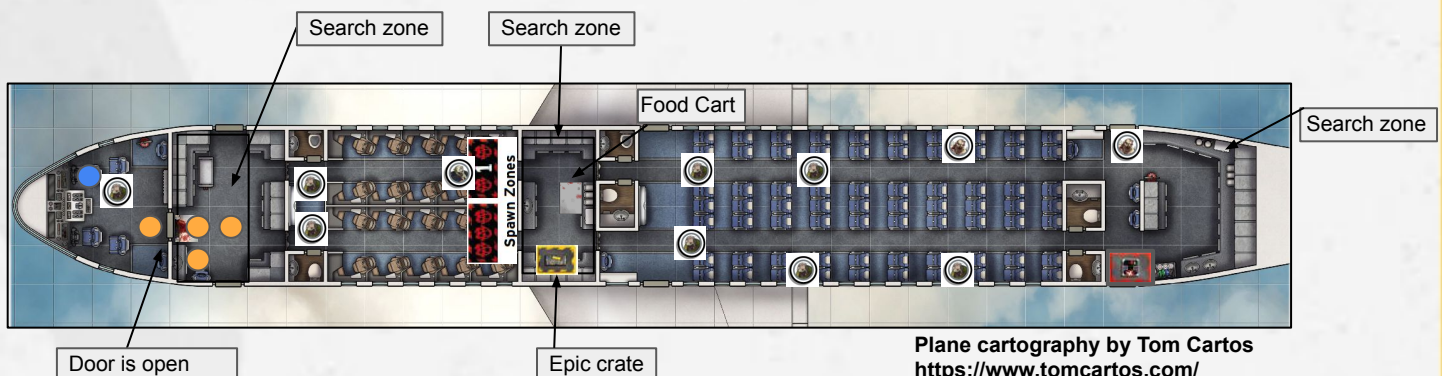 Search zone
Search zone
Food Cart
Search zone
1
Spawn Zones
Door is open
Epic crate
Plane cartography by Tom Cartos
https://www.tomcartos.com/